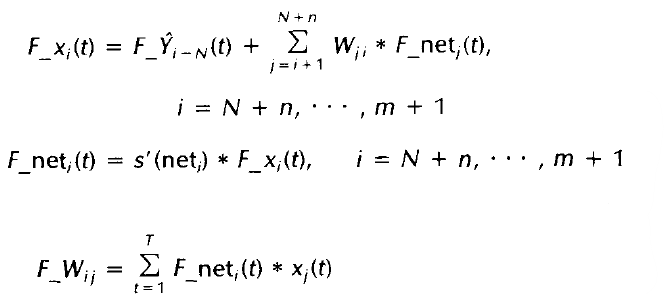 F_x_i(t) = F_Ŷ_{i−N}(t) + Σ_{j=i+1}^{N+n} W_{ji} * F_net_j(t),
i = N + n, · · · , m + 1
F_net_i(t) = s′(net_i) * F_x_i(t),   i = N + n, · · · , m + 1
F_W_{ij} = Σ_{t=1}^{T} F_net_i(t) * x_j(t)